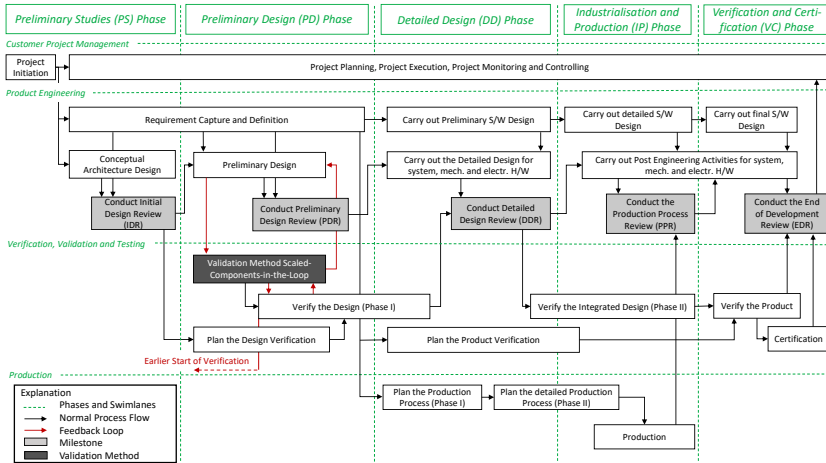 Preliminary Studies (PS) Phase
Preliminary Design (PD) Phase
Detailed Design (DD) Phase
Industrialisation and
Production (IP) Phase
Verification and Certi-
fication (VC) Phase
Customer Project Management
Project
Initiation
Project Planning, Project Execution, Project Monitoring and Controlling
Product Engineering
Requirement Capture and Definition
Carry out Preliminary S/W Design
Carry out detailed S/W
Design
Carry out final S/W
Design
Conceptual
Architecture Design
Preliminary Design
Carry out the Detailed Design for
system, mech. and electr. H/W
Carry out Post Engineering Activities for system,
mech. and electr. H/W
Conduct Initial
Design Review
(IDR)
Conduct Preliminary
Design Review (PDR)
Conduct Detailed
Design Review (DDR)
Conduct the
Production Process
Review (PPR)
Conduct the End
of Development
Review (EDR)
Verification, Validation and Testing
Validation Method Scaled-
Components-in-the-Loop
Verify the Design (Phase I)
Verify the Integrated Design (Phase II)
Verify the Product
Plan the Design Verification
Plan the Product Verification
Certification
Earlier Start of Verification
Production
Plan the Production
Process (Phase I)
Plan the detailed Production
Process (Phase II)
Production
Explanation
Phases and Swimlanes
Normal Process Flow
Feedback Loop
Milestone
Validation Method